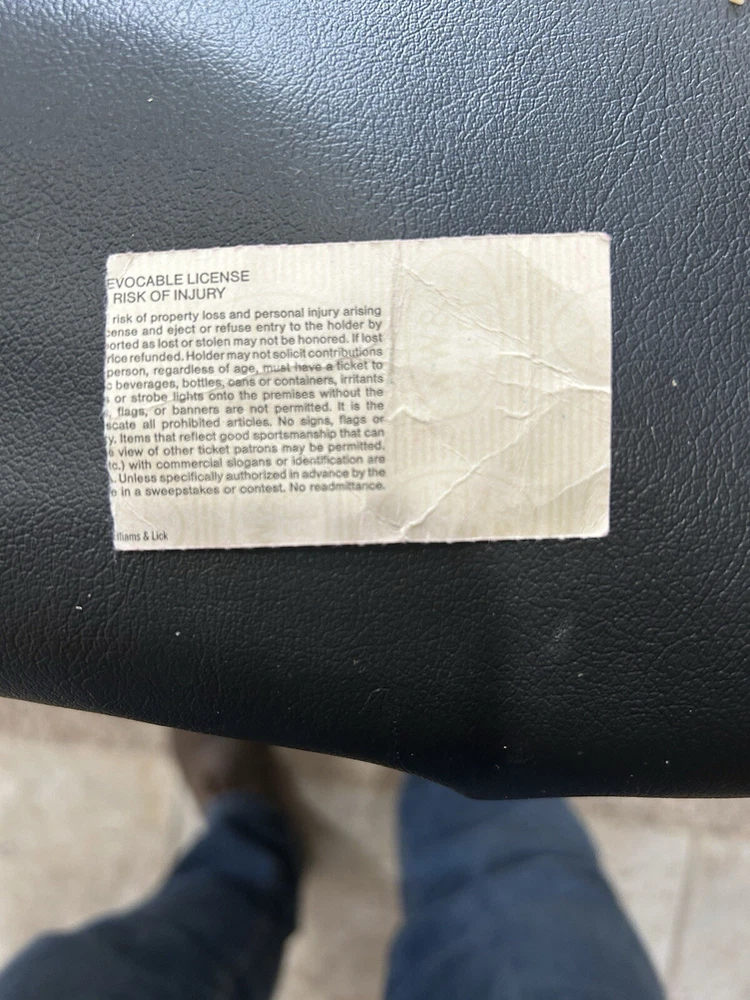 EVOCABLE LICENSE
RISK OF INJURY
risk of property loss and personal injury arising
ense and eject or refuse entry to the holder by
orted as lost or stolen may not be honored. If lost
rice refunded. Holder may not solicit contributions
person, regardless of age, must have a ticket to
c beverages, bottles, cans or containers, irritants
s or strobe lights onto the premises without the
, flags, or banners are not permitted. It is the
scate all prohibited articles. No signs, flags or
y. Items that reflect good sportsmanship that can
e view of other ticket patrons may be permitted.
tc.) with commercial slogans or identification are
. Unless specifically authorized in advance by the
e in a sweepstakes or contest. No readmittance.
lliams & Lick